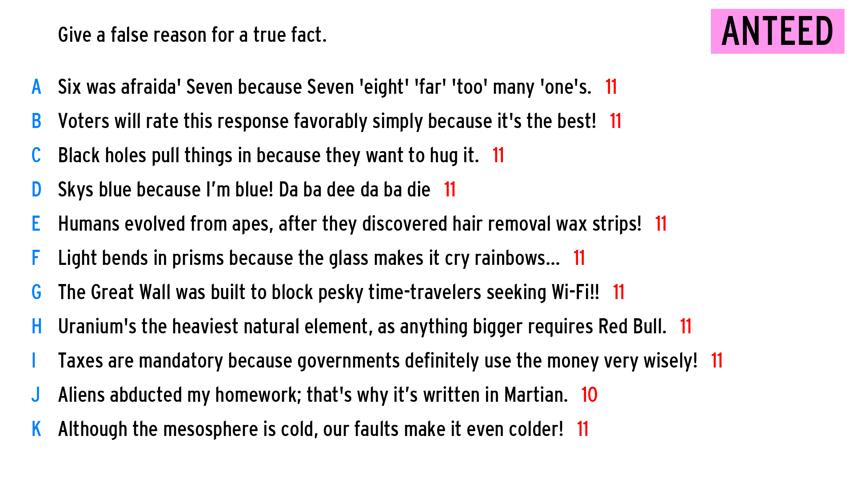 Give a false reason for a true fact.
ANTEED
A Six was afraida' Seven because Seven 'eight' 'far' 'too' many 'one's. 11
B Voters will rate this response favorably simply because it's the best! 11
C Black holes pull things in because they want to hug it. 11
D Skys blue because I'm blue! Da ba dee da ba die 11
E Humans evolved from apes, after they discovered hair removal wax strips! 11
F Light bends in prisms because the glass makes it cry rainbows... 11
G The Great Wall was built to block pesky time-travelers seeking Wi-Fi!! 11
H Uranium's the heaviest natural element, as anything bigger requires Red Bull. 11
I Taxes are mandatory because governments definitely use the money very wisely! 11
J Aliens abducted my homework; that's why it’s written in Martian. 10
K Although the mesosphere is cold, our faults make it even colder! 11